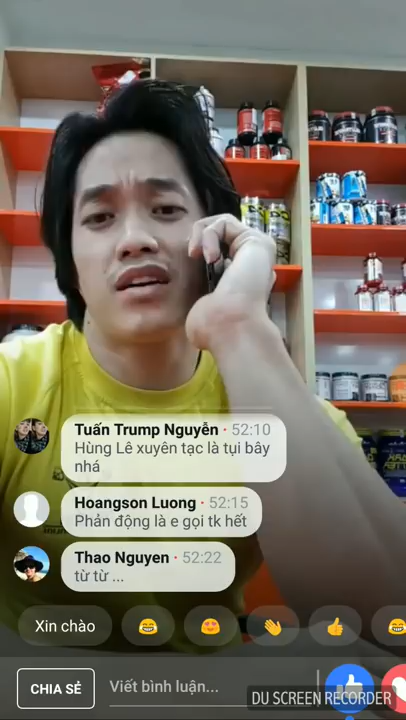 Tuấn Trump Nguyễn • 52:10
Hùng Lê xuyên tạc là tụi bây
nhá
Hoangson Luong • 52:15
Phản động là e gọi tk hết
Thao Nguyen • 52:22
từ từ ...
Xin chào
CHIA SẺ
Viết bình luận...
DU SCREEN RECORDER